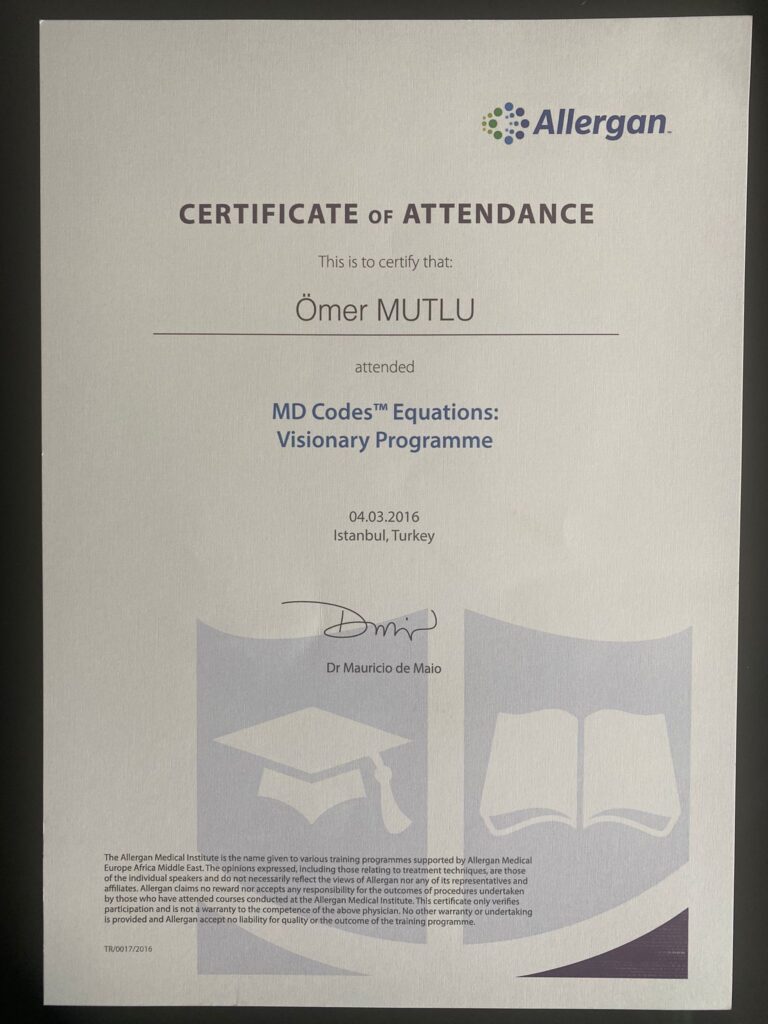 Allergan™
CERTIFICATE OF ATTENDANCE
This is to certify that:
Ömer MUTLU
attended
MD Codes™ Equations:
Visionary Programme
04.03.2016
Istanbul, Turkey
Dr Mauricio de Maio
The Allergan Medical Institute is the name given to various training programmes supported by Allergan Medical
Europe Africa Middle East. The opinions expressed, including those relating to treatment techniques, are those
of the individual speakers and do not necessarily reflect the views of Allergan nor any of its representatives and
affiliates. Allergan claims no reward nor accepts any responsibility for the outcomes of procedures undertaken
by those who have attended courses conducted at the Allergan Medical Institute. This certificate only verifies
participation and is not a warranty to the competence of the above physician. No other warranty or undertaking
is provided and Allergan accept no liability for quality or the outcome of the training programme.
TR/0017/2016